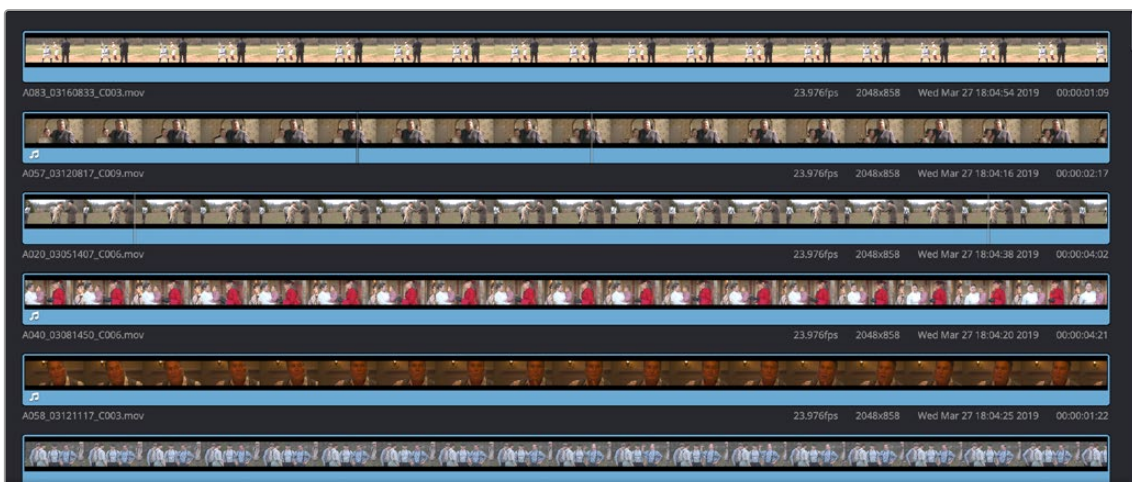 A083_03160833_C003.mov 23.976fps 2048x858 Wed Mar 27 18:04:54 2019 00:00:01:09
A057_03120817_C009.mov 23.976fps 2048x858 Wed Mar 27 18:04:16 2019 00:00:02:17
A020_03051407_C006.mov 23.976fps 2048x858 Wed Mar 27 18:04:38 2019 00:00:04:02
A040_03081450_C006.mov 23.976fps 2048x858 Wed Mar 27 18:04:20 2019 00:00:04:21
A058_03121117_C003.mov 23.976fps 2048x858 Wed Mar 27 18:04:25 2019 00:00:01:22